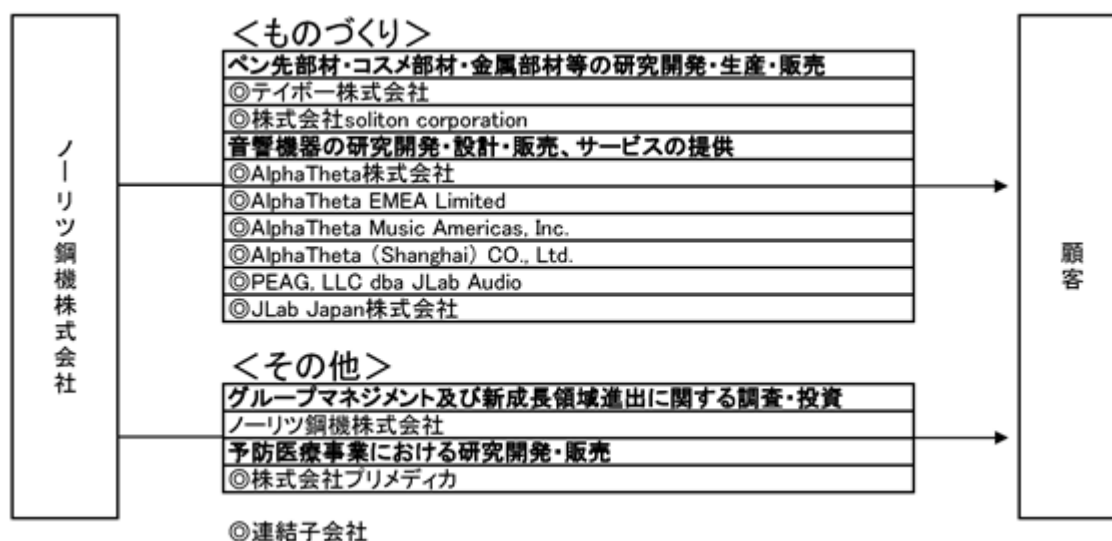 ノーリツ鋼機株式会社
＜ものづくり＞
ペン先部材・コスメ部材・金属部材等の研究開発・生産・販売
◎テイボー株式会社
◎株式会社soliton corporation
音響機器の研究開発・設計・販売、サービスの提供
◎AlphaTheta株式会社
◎AlphaTheta EMEA Limited
◎AlphaTheta Music Americas, Inc.
◎AlphaTheta （Shanghai） CO., Ltd.
◎PEAG, LLC dba JLab Audio
◎JLab Japan株式会社
＜その他＞
グループマネジメント及び新成長領域進出に関する調査・投資
ノーリツ鋼機株式会社
予防医療事業における研究開発・販売
◎株式会社プリメディカ
◎連結子会社
顧客